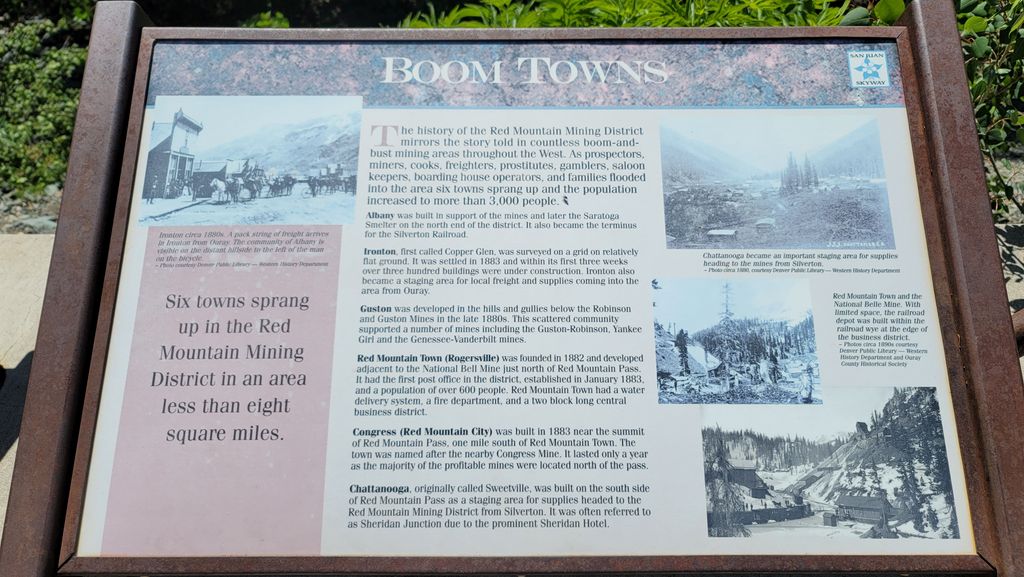 BOOM TOWNS
SAN JUAN
SKYWAY
The history of the Red Mountain Mining District
mirrors the story told in countless boom-and-
bust mining areas throughout the West. As prospectors,
miners, cooks, freighters, prostitutes, gamblers, saloon
keepers, boarding house operators, and families flooded
into the area six towns sprang up and the population
increased to more than 3,000 people.
Albany was built in support of the mines and later the Saratoga
Smelter on the north end of the district. It also became the terminus
for the Silverton Railroad.
Ironton, first called Copper Glen, was surveyed on a grid on relatively
flat ground. It was settled in 1883 and within its first three weeks
over three hundred buildings were under construction. Ironton also
became a staging area for local freight and supplies coming into the
area from Ouray.
Guston was developed in the hills and gullies below the Robinson
and Guston Mines in the late 1880s. This scattered community
supported a number of mines including the Guston-Robinson, Yankee
Girl and the Genessee-Vanderbilt mines.
Red Mountain Town (Rogersville) was founded in 1882 and developed
adjacent to the National Bell Mine just north of Red Mountain Pass.
It had the first post office in the district, established in January 1883,
and a population of over 600 people. Red Mountain Town had a water
delivery system, a fire department, and a two block long central
business district.
Congress (Red Mountain City) was built in 1883 near the summit
of Red Mountain Pass, one mile south of Red Mountain Town. The
town was named after the nearby Congress Mine. It lasted only a year
as the majority of the profitable mines were located north of the pass.
Chattanooga, originally called Sweetville, was built on the south side
of Red Mountain Pass as a staging area for supplies headed to the
Red Mountain Mining District from Silverton. It was often referred to
as Sheridan Junction due to the prominent Sheridan Hotel.
Ironton circa 1880s. A pack string of freight arrives
in Ironton from Ouray. The community of Albany is
visible on the distant hillside to the left of the man
on the bicycle.
– Photo courtesy Denver Public Library — Western History Department
Six towns sprang
up in the Red
Mountain Mining
District in an area
less than eight
square miles.
Chattanooga became an important staging area for supplies
heading to the mines from Silverton.
– Photo circa 1880, courtesy Denver Public Library — Western History Department
Red Mountain Town and the
National Belle Mine. With
limited space, the railroad
depot was built within the
railroad wye at the edge of
the business district.
– Photos circa 1890s courtesy
Denver Public Library — Western
History Department and Ouray
County Historical Society